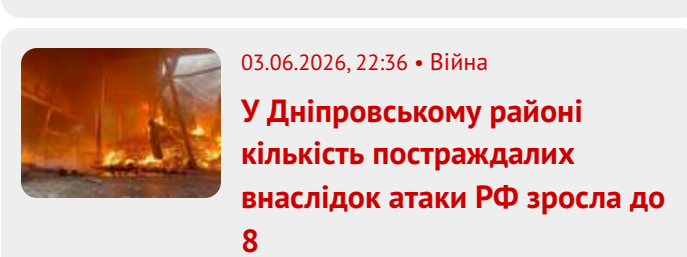 03.06.2026, 22:36 • Війна
У Дніпровському районі
кількість постраждалих
внаслідок атаки РФ зросла до
8